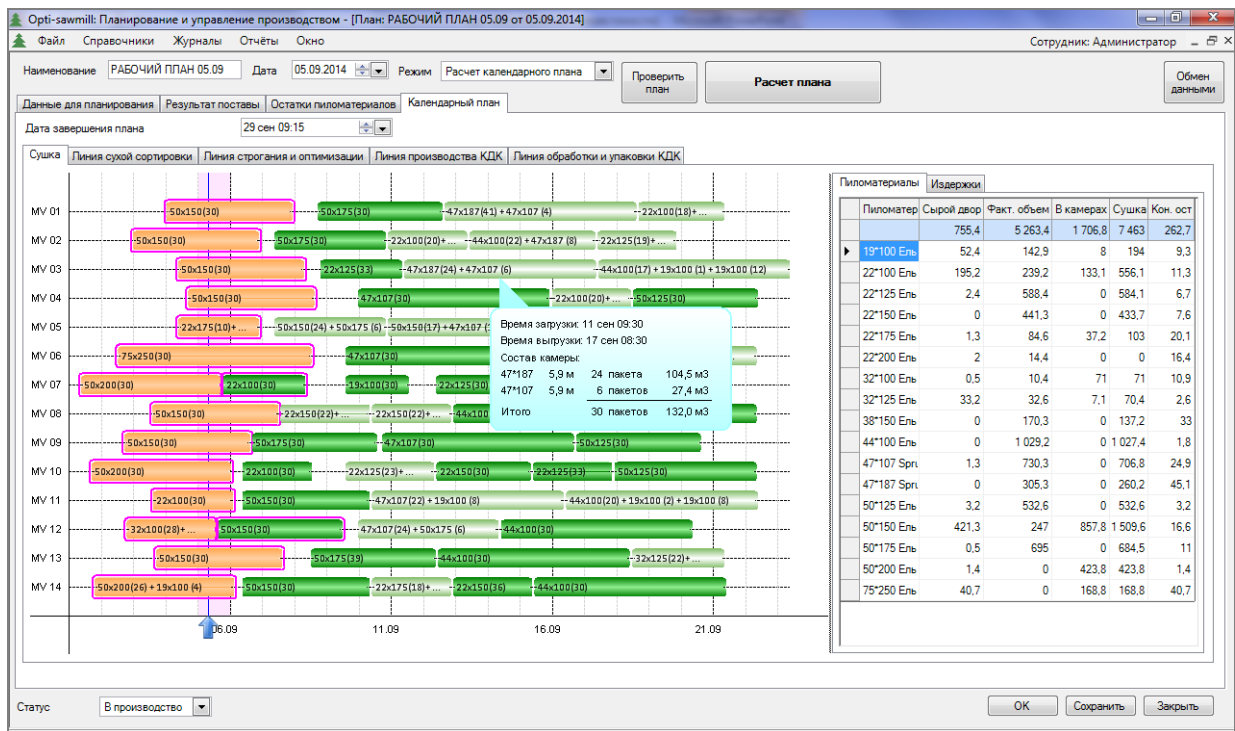 Opti-sawmill: Планирование и управление производством - [План: РАБОЧИЙ ПЛАН 05.09 от 05.09.2014]
Файл Справочники Журналы Отчёты Окно Сотрудник: Администратор
Наименование РАБОЧИЙ ПЛАН 05.09 Дата 05.09.2014 Режим Расчет календарного плана Проверить план Расчет плана Обмен данными
Данные для планирования Результат поставы Остатки пиломатериалов Календарный план
Дата завершения плана 29 сен 09:15
Сушка Линия сухой сортировки Линия строгания и оптимизации Линия производства КДК Линия обработки и упаковки КДК
MV 01 50x150(30) 50x175(30) 47x187(41) +47x107 (4) 22x100(18)+...
MV 02 50x150(30) 50x175(30) 22x100(20)+... 44x100(22) +47x187 (8) 22x125(19)+...
MV 03 50x150(30) 22x125(33) 47x187(24) +47x107 (6) 44x100(17) + 19x100 (1) + 19x100 (12)
MV 04 50x150(30) 47x107(30) 22x100(20)+... 50x125(30)
MV 05 22x175(10)+... 50x150(24) + 50x175 (6) 50x150(17) +47x107 (
MV 06 75x250(30) 47x107(30)
MV 07 50x200(30) 22x100(30) 19x100(30) 22x125(30)
MV 08 50x150(30) 22x150(22)+... 22x150(22)+... 44x100
MV 09 50x150(30) 50x175(30) 47x107(30) 50x125(30)
MV 10 50x200(30) 22x100(30) 22x125(23)+... 22x150(30) 22x125(33) 50x125(30)
MV 11 22x100(30) 50x150(30) 47x107(22) + 19x100 (8) 44x100(20) + 19x100 (2) + 19x100 (8)
MV 12 32x100(28)+... 50x150(30) 47x107(24) + 50x175 (6) 44x100(30)
MV 13 50x150(30) 50x175(39) 44x100(30) 32x125(22)+...
MV 14 50x200(26) + 19x100 (4) 50x150(30) 22x175(18)+... 22x150(36) 44x100(30)
06.09 11.09 16.09 21.09
Время загрузки: 11 сен 09:30
Время выгрузки: 17 сен 08:30
Состав камеры:
47*187 5,9 м 24 пакета 104,5 м3
47*107 5,9 м 6 пакетов 27,4 м3
Итого 30 пакетов 132,0 м3
Пиломатериалы Издержки
Пиломатер Сырой двор Факт. объем В камерах Сушка Кон. ост
755,4 5 263,4 1 706,8 7 463 262,7
19*100 Ель 52,4 142,9 8 194 9,3
22*100 Ель 195,2 239,2 133,1 556,1 11,3
22*125 Ель 2,4 588,4 0 584,1 6,7
22*150 Ель 0 441,3 0 433,7 7,6
22*175 Ель 1,3 84,6 37,2 103 20,1
22*200 Ель 2 14,4 0 0 16,4
32*100 Ель 0,5 10,4 71 71 10,9
32*125 Ель 33,2 32,6 7,1 70,4 2,6
38*150 Ель 0 170,3 0 137,2 33
44*100 Ель 0 1 029,2 0 1 027,4 1,8
47*107 Spru 1,3 730,3 0 706,8 24,9
47*187 Spru 0 305,3 0 260,2 45,1
50*125 Ель 3,2 532,6 0 532,6 3,2
50*150 Ель 421,3 247 857,8 1 509,6 16,6
50*175 Ель 0,5 695 0 684,5 11
50*200 Ель 1,4 0 423,8 423,8 1,4
75*250 Ель 40,7 0 168,8 168,8 40,7
Статус В производство OK Сохранить Закрыть